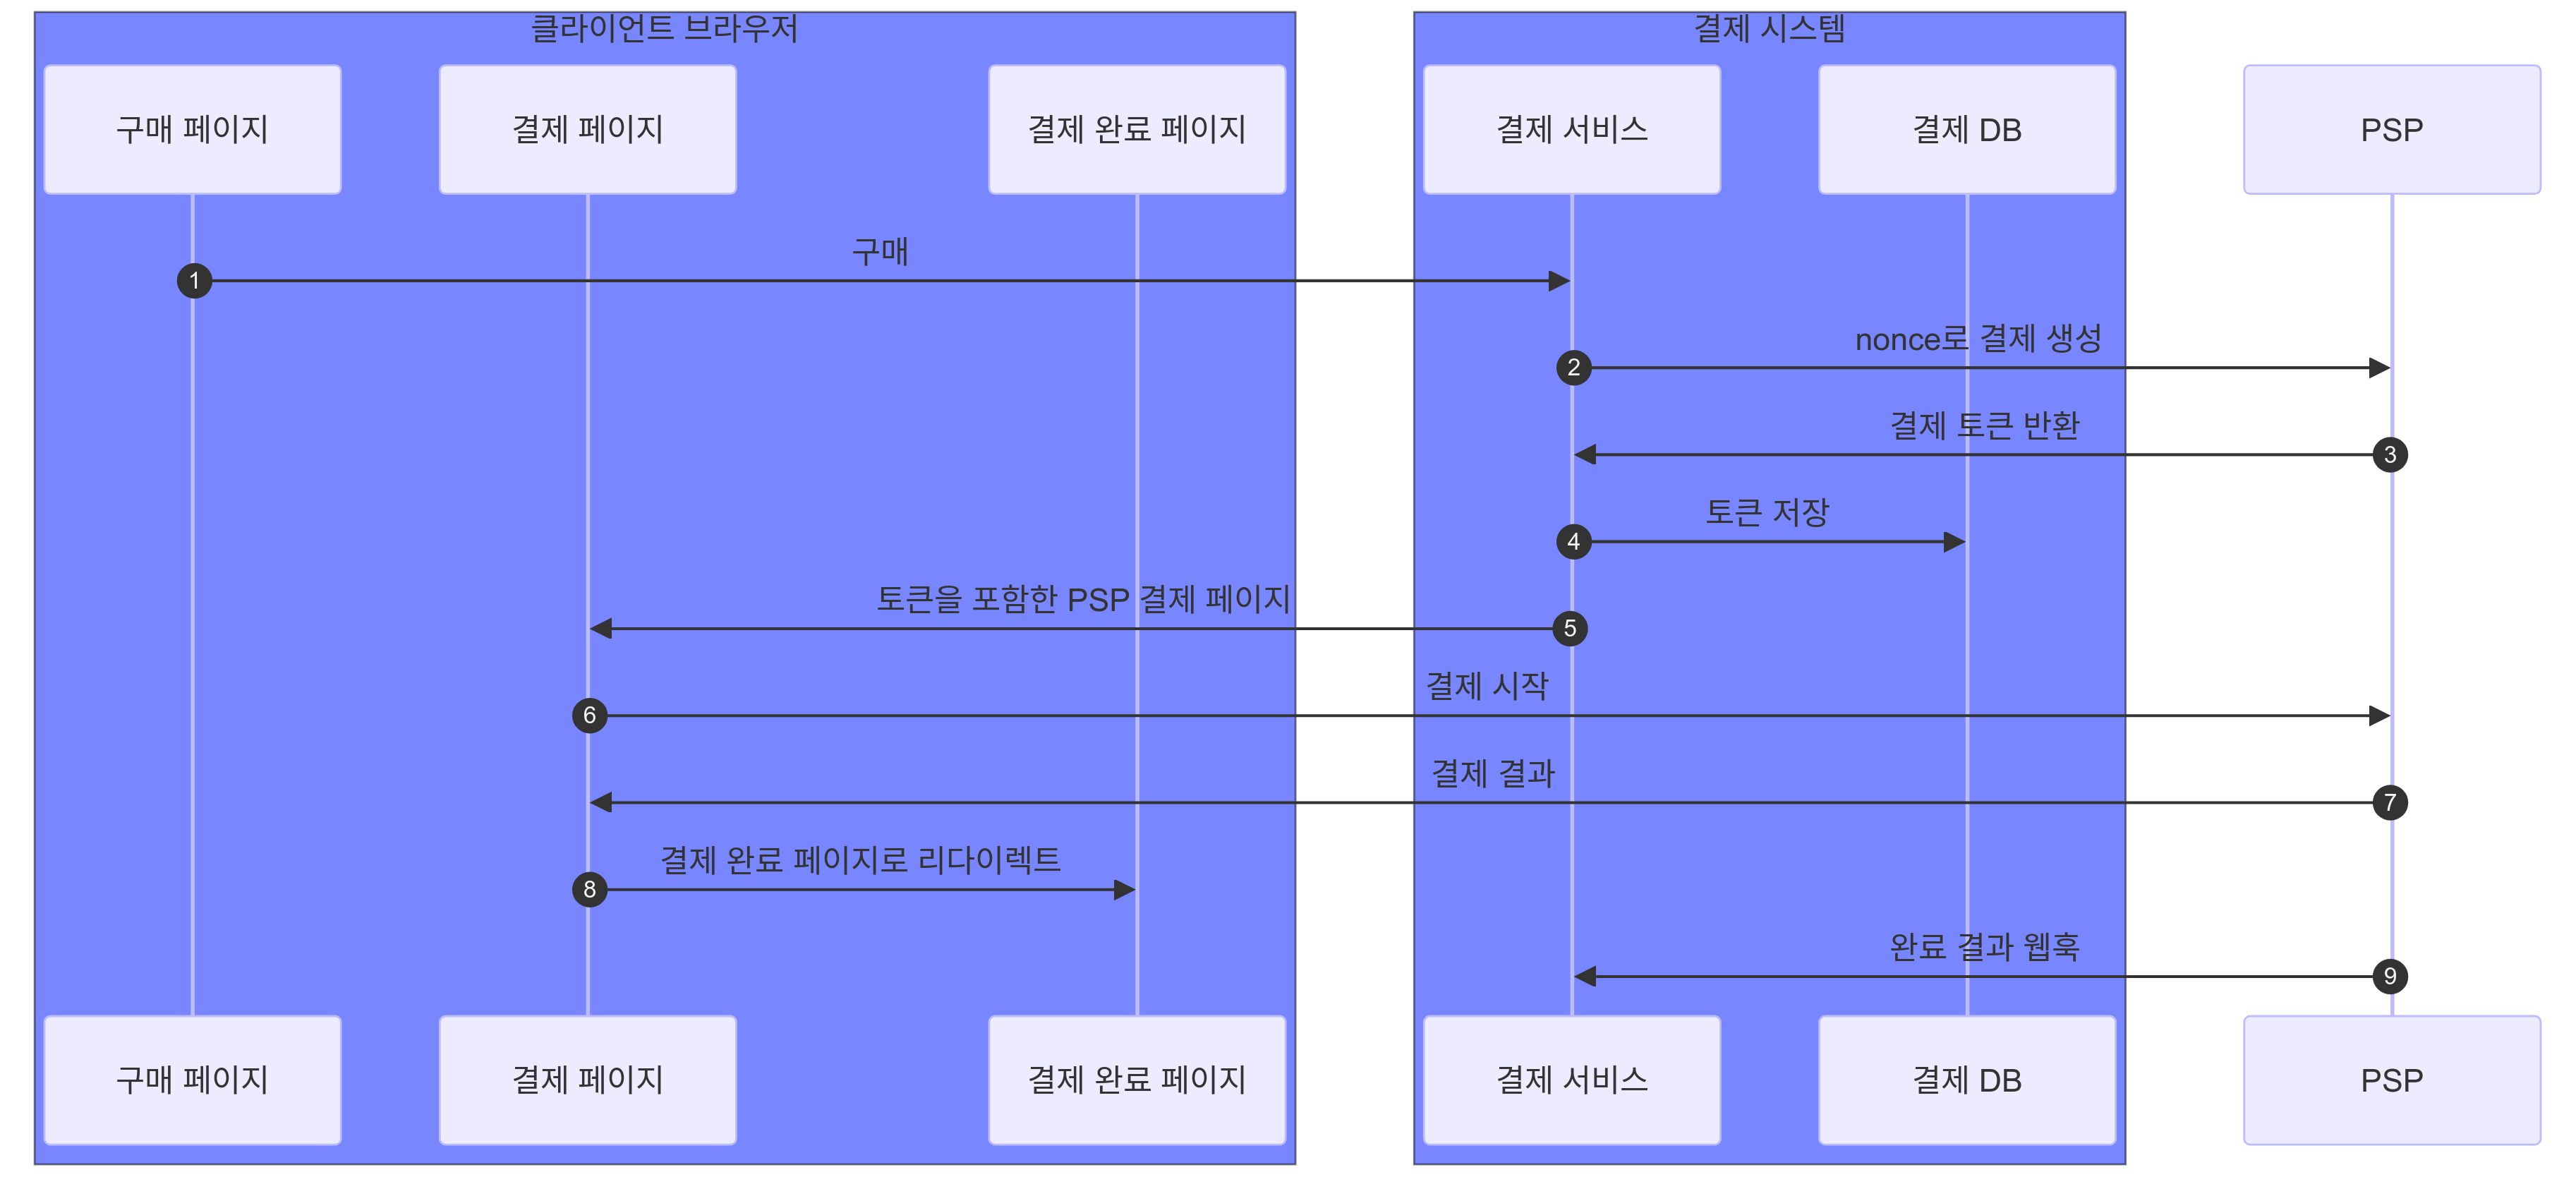 클라이언트 브라우저
결제 시스템
구매 페이지
결제 페이지
결제 완료 페이지
결제 서비스
결제 DB
PSP
구매
1
nonce로 결제 생성
2
결제 토큰 반환
3
토큰 저장
4
토큰을 포함한 PSP 결제 페이지
5
결제 시작
6
결제 결과
7
결제 완료 페이지로 리다이렉트
8
완료 결과 웹훅
9
구매 페이지
결제 페이지
결제 완료 페이지
결제 서비스
결제 DB
PSP